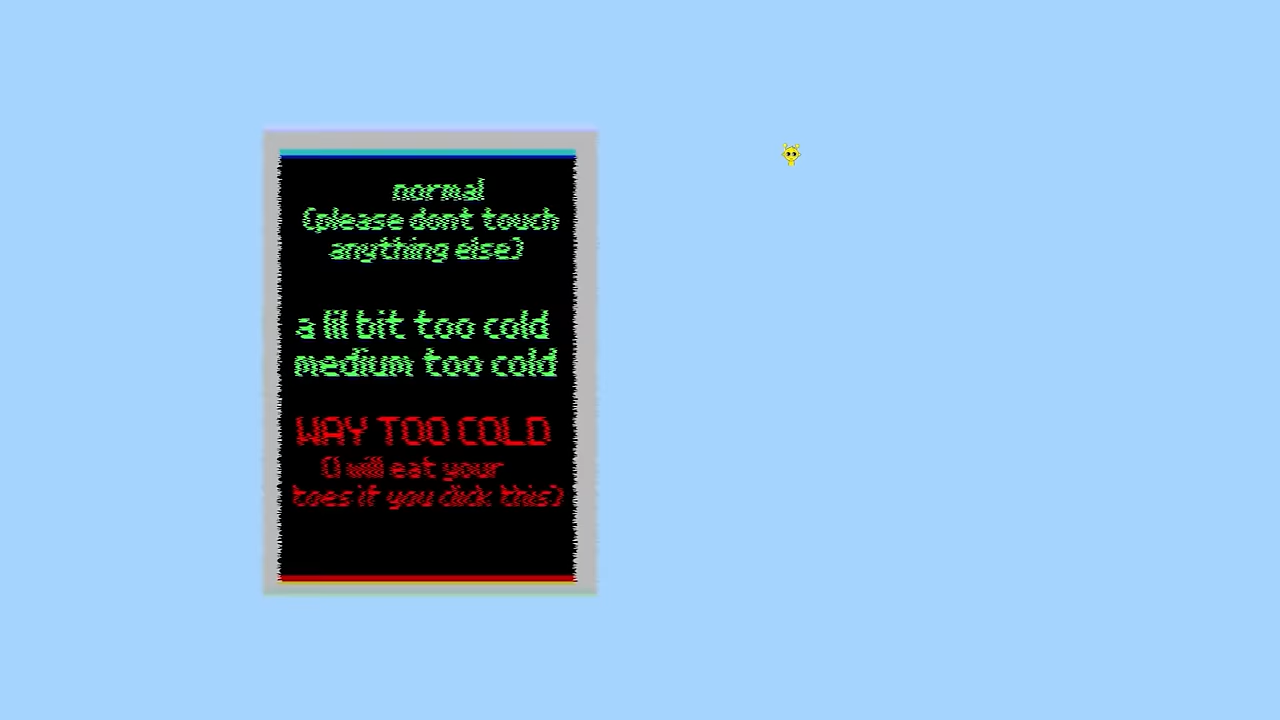 normal
(please dont touch
anything else)
a lil bit too cold
medium too cold
WAY TOO COLD
(i will eat your
toes if you click this)